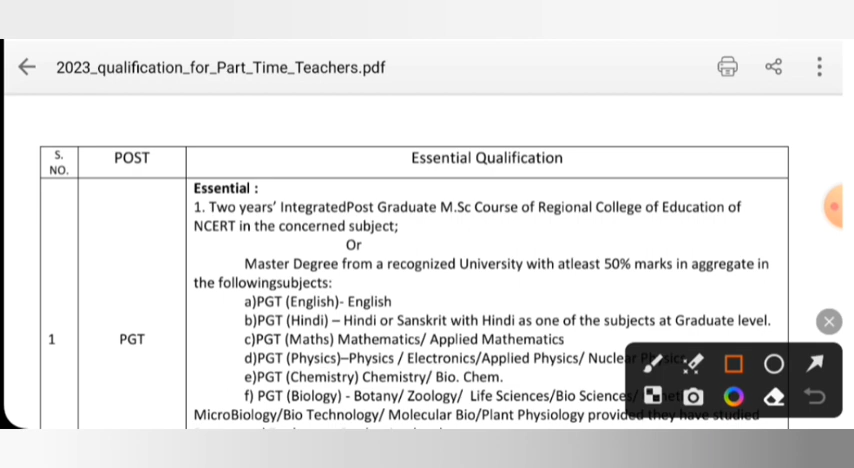 2023_qualification_for_Part_Time_Teachers.pdf
S. NO.
POST
Essential Qualification
Essential :
1. Two years' IntegratedPost Graduate M.Sc Course of Regional College of Education of
NCERT in the concerned subject;
Or
Master Degree from a recognized University with atleast 50% marks in aggregate in
the followingsubjects:
a)PGT (English)- English
b)PGT (Hindi) – Hindi or Sanskrit with Hindi as one of the subjects at Graduate level.
1
PGT
c)PGT (Maths) Mathematics/ Applied Mathematics
d)PGT (Physics)–Physics / Electronics/Applied Physics/ Nuclear Physics
e)PGT (Chemistry) Chemistry/ Bio. Chem.
f) PGT (Biology) - Botany/ Zoology/ Life Sciences/Bio Sciences/
MicroBiology/Bio Technology/ Molecular Bio/Plant Physiology provided they have studied